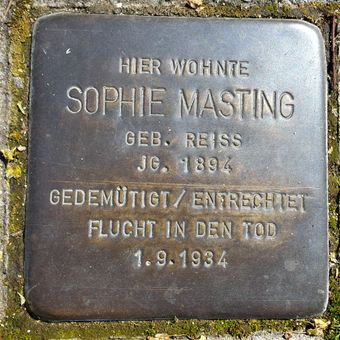 HIER WOHNTE
SOPHIE MASTING
GEB. REISS
JG. 1894
GEDEMÜTIGT / ENTRECHTET
FLUCHT IN DEN TOD
1.9.1934